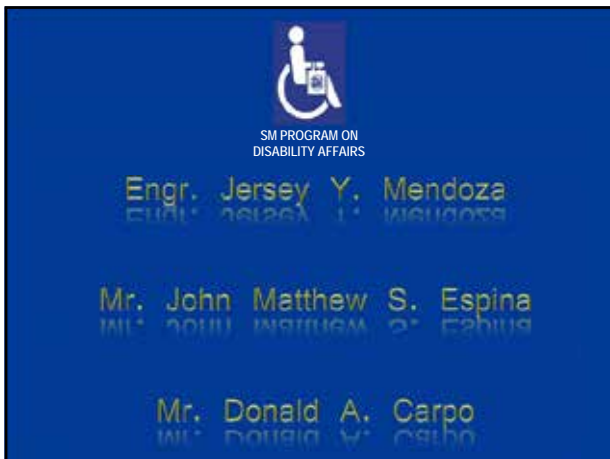 SM PROGRAM ON
DISABILITY AFFAIRS
Engr. Jersey Y. Mendoza
Mr. John Matthew S. Espina
Mr. Donald A. Carpo